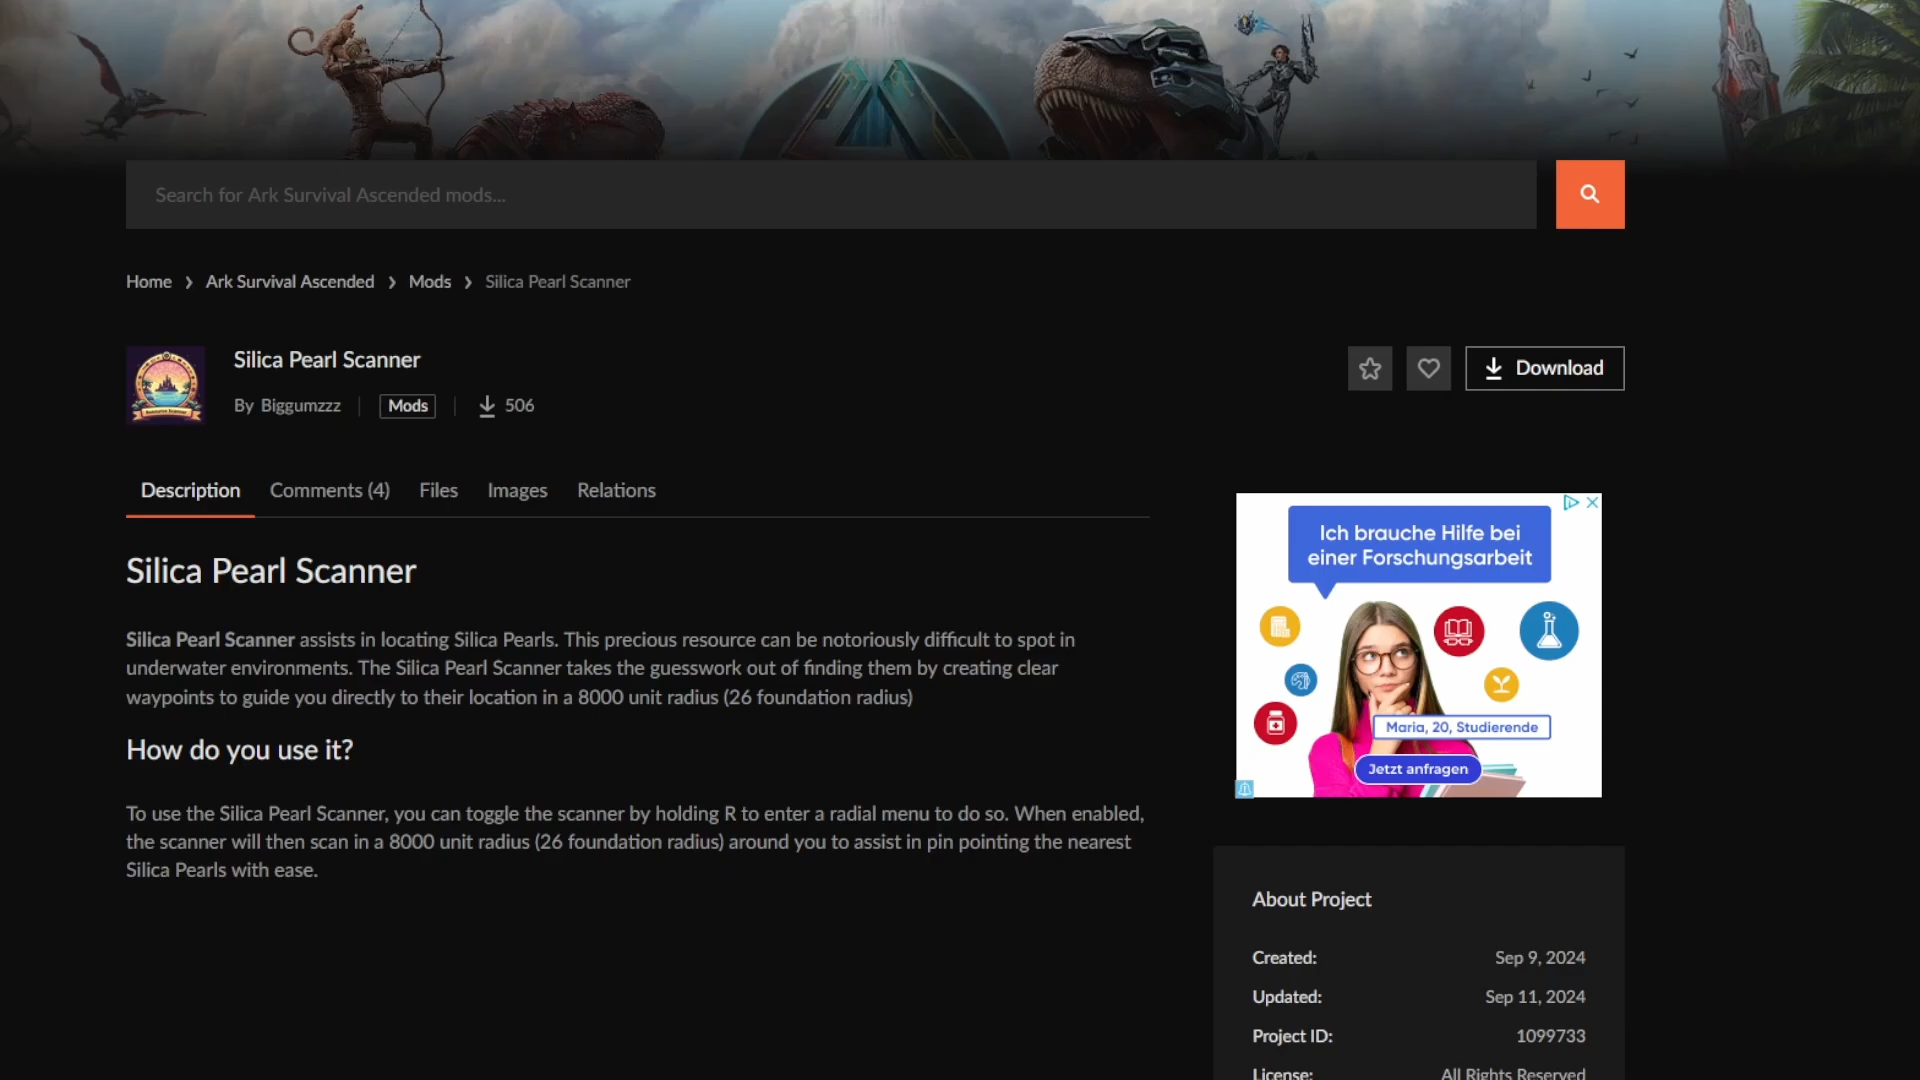 Search for Ark Survival Ascended mods...
Home > Ark Survival Ascended > Mods > Silica Pearl Scanner
Silica Pearl Scanner
By Biggumzzz | Mods | 506
Download
Description Comments (4) Files Images Relations
Silica Pearl Scanner
Silica Pearl Scanner assists in locating Silica Pearls. This precious resource can be notoriously difficult to spot in
underwater environments. The Silica Pearl Scanner takes the guesswork out of finding them by creating clear
waypoints to guide you directly to their location in a 8000 unit radius (26 foundation radius)
How do you use it?
To use the Silica Pearl Scanner, you can toggle the scanner by holding R to enter a radial menu to do so. When enabled,
the scanner will then scan in a 8000 unit radius (26 foundation radius) around you to assist in pin pointing the nearest
Silica Pearls with ease.
Ich brauche Hilfe bei
einer Forschungsarbeit
Maria, 20, Studierende
Jetzt anfragen
About Project
Created: Sep 9, 2024
Updated: Sep 11, 2024
Project ID: 1099733
License: All Rights Reserved